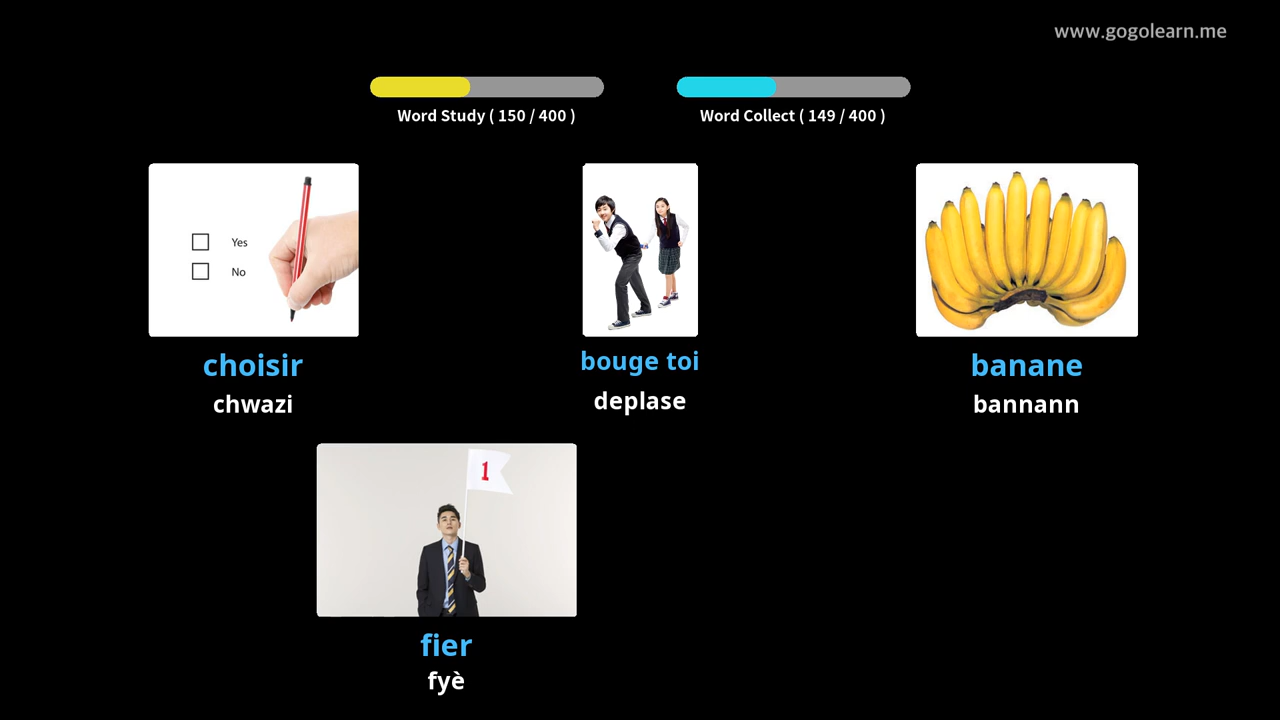 www.gogolearn.me
Word Study ( 150 / 400 )
Word Collect ( 149 / 400 )
Yes
No
choisir
chwazi
bouge toi
deplase
banane
bannann
1
fier
fyè